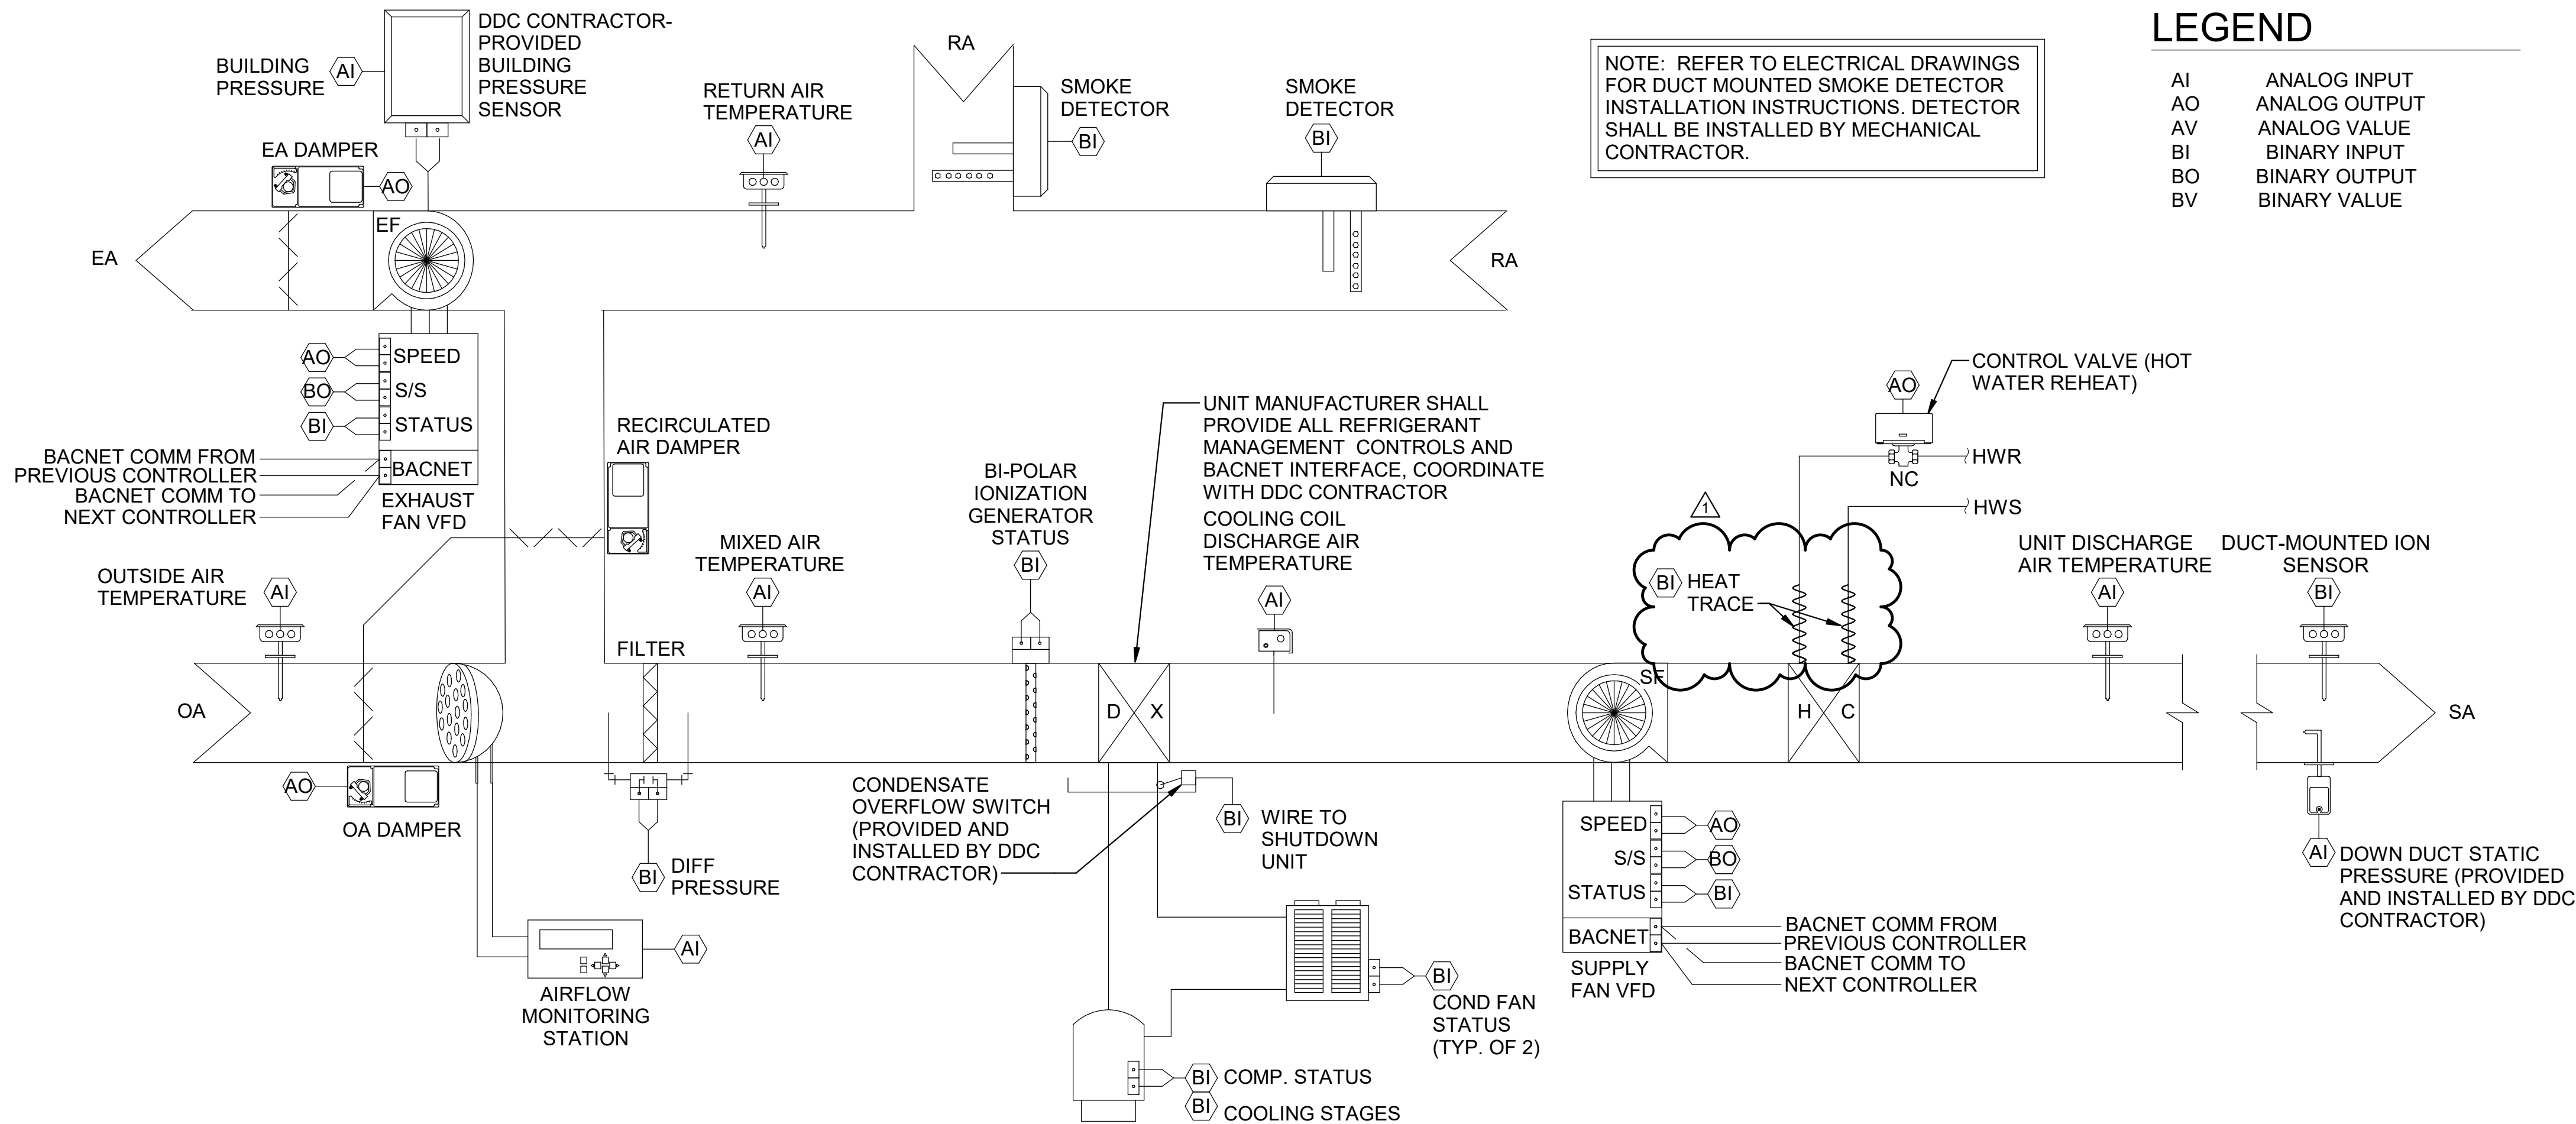 LEGEND
AI ANALOG INPUT
AO ANALOG OUTPUT
AV ANALOG VALUE
BI BINARY INPUT
BO BINARY OUTPUT
BV BINARY VALUE
NOTE: REFER TO ELECTRICAL DRAWINGS
FOR DUCT MOUNTED SMOKE DETECTOR
INSTALLATION INSTRUCTIONS. DETECTOR
SHALL BE INSTALLED BY MECHANICAL
CONTRACTOR.
BUILDING
PRESSURE
AI
DDC CONTRACTOR-
PROVIDED
BUILDING
PRESSURE
SENSOR
EA DAMPER
AO
RETURN AIR
TEMPERATURE
AI
RA
SMOKE
DETECTOR
BI
SMOKE
DETECTOR
BI
EF
EA
RA
AO
SPEED
BO
S/S
BI
STATUS
BACNET
BACNET COMM FROM
PREVIOUS CONTROLLER
BACNET COMM TO
NEXT CONTROLLER
EXHAUST
FAN VFD
RECIRCULATED
AIR DAMPER
OUTSIDE AIR
TEMPERATURE
AI
FILTER
MIXED AIR
TEMPERATURE
AI
BI-POLAR
IONIZATION
GENERATOR
STATUS
BI
UNIT MANUFACTURER SHALL
PROVIDE ALL REFRIGERANT
MANAGEMENT CONTROLS AND
BACNET INTERFACE, COORDINATE
WITH DDC CONTRACTOR
COOLING COIL
DISCHARGE AIR
TEMPERATURE
AI
CONTROL VALVE (HOT
WATER REHEAT)
AO
HWR
NC
HWS
1
BI
HEAT
TRACE
UNIT DISCHARGE
AIR TEMPERATURE
AI
DUCT-MOUNTED ION
SENSOR
BI
OA
D X
SF
H C
SA
AO
OA DAMPER
BI
DIFF
PRESSURE
AI
AIRFLOW
MONITORING
STATION
CONDENSATE
OVERFLOW SWITCH
(PROVIDED AND
INSTALLED BY DDC
CONTRACTOR)
BI
WIRE TO
SHUTDOWN
UNIT
BI
COND FAN
STATUS
(TYP. OF 2)
BI COMP. STATUS
BI COOLING STAGES
SPEED
AO
S/S
BO
STATUS
BI
BACNET
BACNET COMM FROM
PREVIOUS CONTROLLER
BACNET COMM TO
NEXT CONTROLLER
SUPPLY
FAN VFD
AI
DOWN DUCT STATIC
PRESSURE (PROVIDED
AND INSTALLED BY DDC
CONTRACTOR)